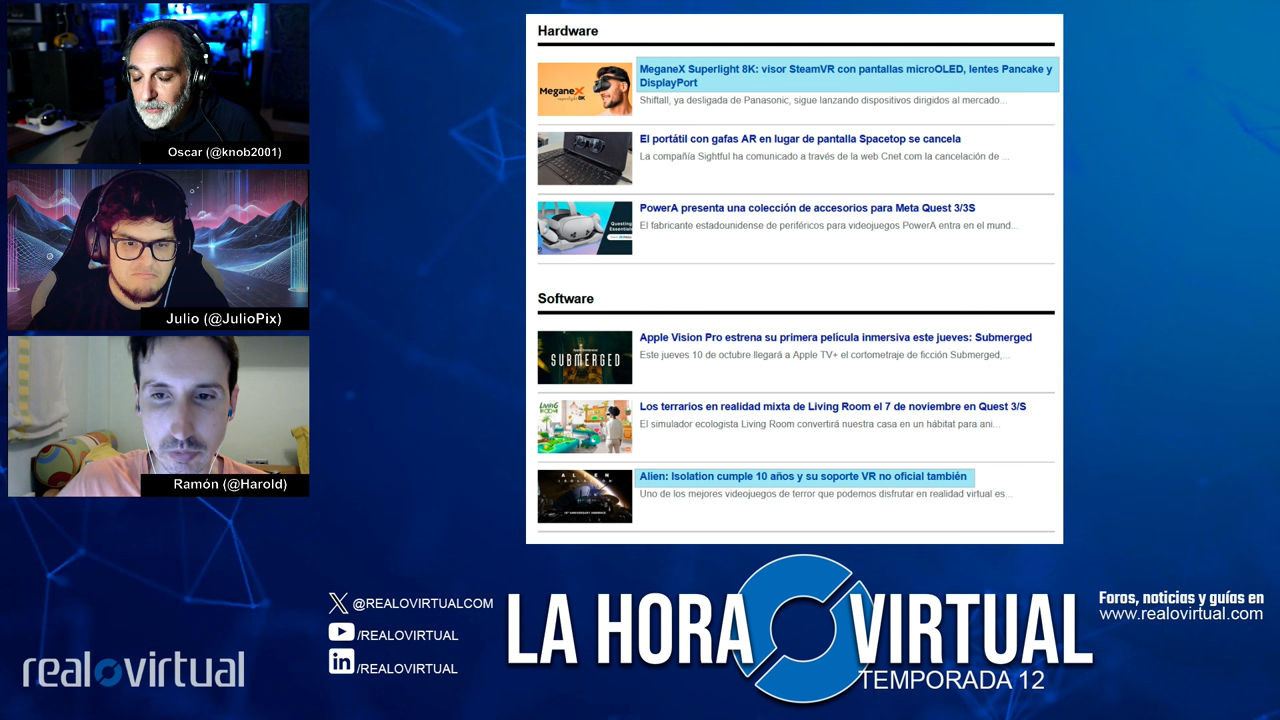 Oscar (@knob2001)
Julio (@JulioPix)
Ramón (@Harold)
Hardware
MeganeX
superlight 8K
MeganeX Superlight 8K: visor SteamVR con pantallas microOLED, lentes Pancake y
DisplayPort
Shiftall, ya desligada de Panasonic, sigue lanzando dispositivos dirigidos al mercado...
El portátil con gafas AR en lugar de pantalla Spacetop se cancela
La compañía Sightful ha comunicado a través de la web Cnet.com la cancelación de ...
Questing
Essentials
PowerA presenta una colección de accesorios para Meta Quest 3/3S
El fabricante estadounidense de periféricos para videojuegos PowerA entra en el mund...
Software
SUBMERGED
Apple Vision Pro estrena su primera película inmersiva este jueves: Submerged
Este jueves 10 de octubre llegará a Apple TV+ el cortometraje de ficción Submerged,...
LIVING
ROOM
Los terrarios en realidad mixta de Living Room el 7 de noviembre en Quest 3/S
El simulador ecologista Living Room convertirá nuestra casa en un hábitat para ani...
ALIEN
ISOLATION
Alien: Isolation cumple 10 años y su soporte VR no oficial también
Uno de los mejores videojuegos de terror que podemos disfrutar en realidad virtual es...
@REALOVIRTUALCOM
/REALOVIRTUAL
/REALOVIRTUAL
LA HORA VIRTUAL
TEMPORADA 12
Foros, noticias y guías en
www.realovirtual.com
realovirtual